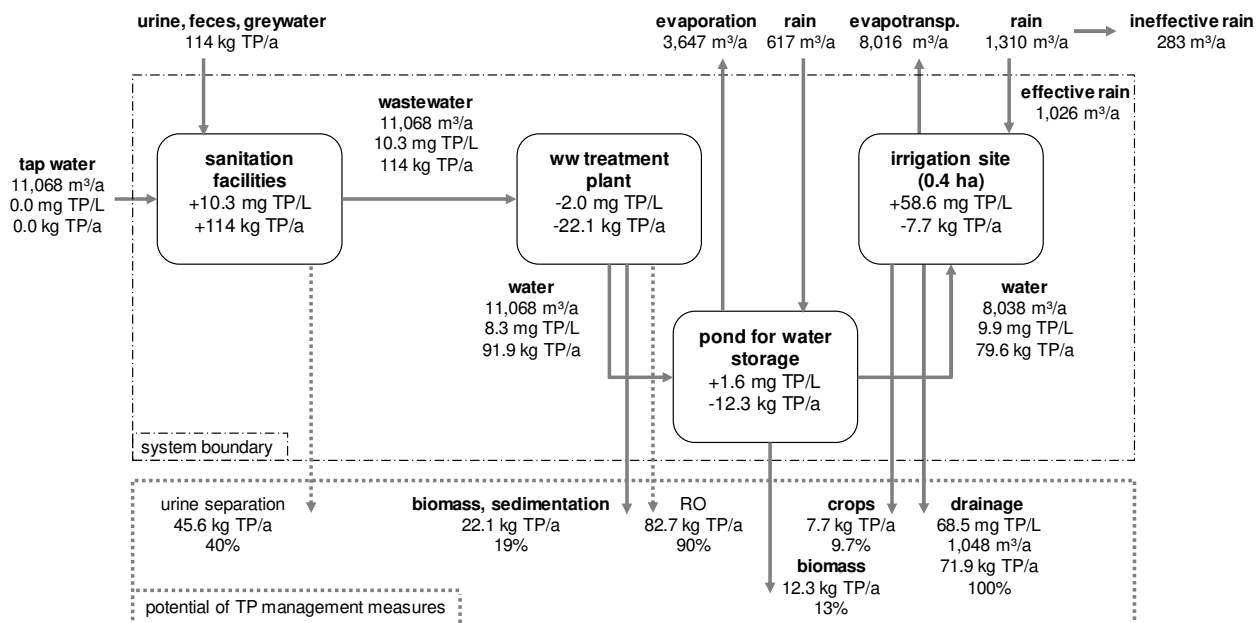 urine, feces, greywater
114 kg TP/a
evaporation
3,647 m³/a
rain
617 m³/a
evapotransp.
8,016 m³/a
rain
1,310 m³/a
ineffective rain
283 m³/a
effective rain
1,026 m³/a
tap water
11,068 m³/a
0.0 mg TP/L
0.0 kg TP/a
sanitation
facilities
+10.3 mg TP/L
+114 kg TP/a
wastewater
11,068 m³/a
10.3 mg TP/L
114 kg TP/a
ww treatment
plant
-2.0 mg TP/L
-22.1 kg TP/a
irrigation site
(0.4 ha)
+58.6 mg TP/L
-7.7 kg TP/a
water
11,068 m³/a
8.3 mg TP/L
91.9 kg TP/a
pond for water
storage
+1.6 mg TP/L
-12.3 kg TP/a
water
8,038 m³/a
9.9 mg TP/L
79.6 kg TP/a
system boundary
urine separation
45.6 kg TP/a
40%
biomass, sedimentation
22.1 kg TP/a
19%
RO
82.7 kg TP/a
90%
crops
7.7 kg TP/a
9.7%
biomass
12.3 kg TP/a
13%
drainage
68.5 mg TP/L
1,048 m³/a
71.9 kg TP/a
100%
potential of TP management measures